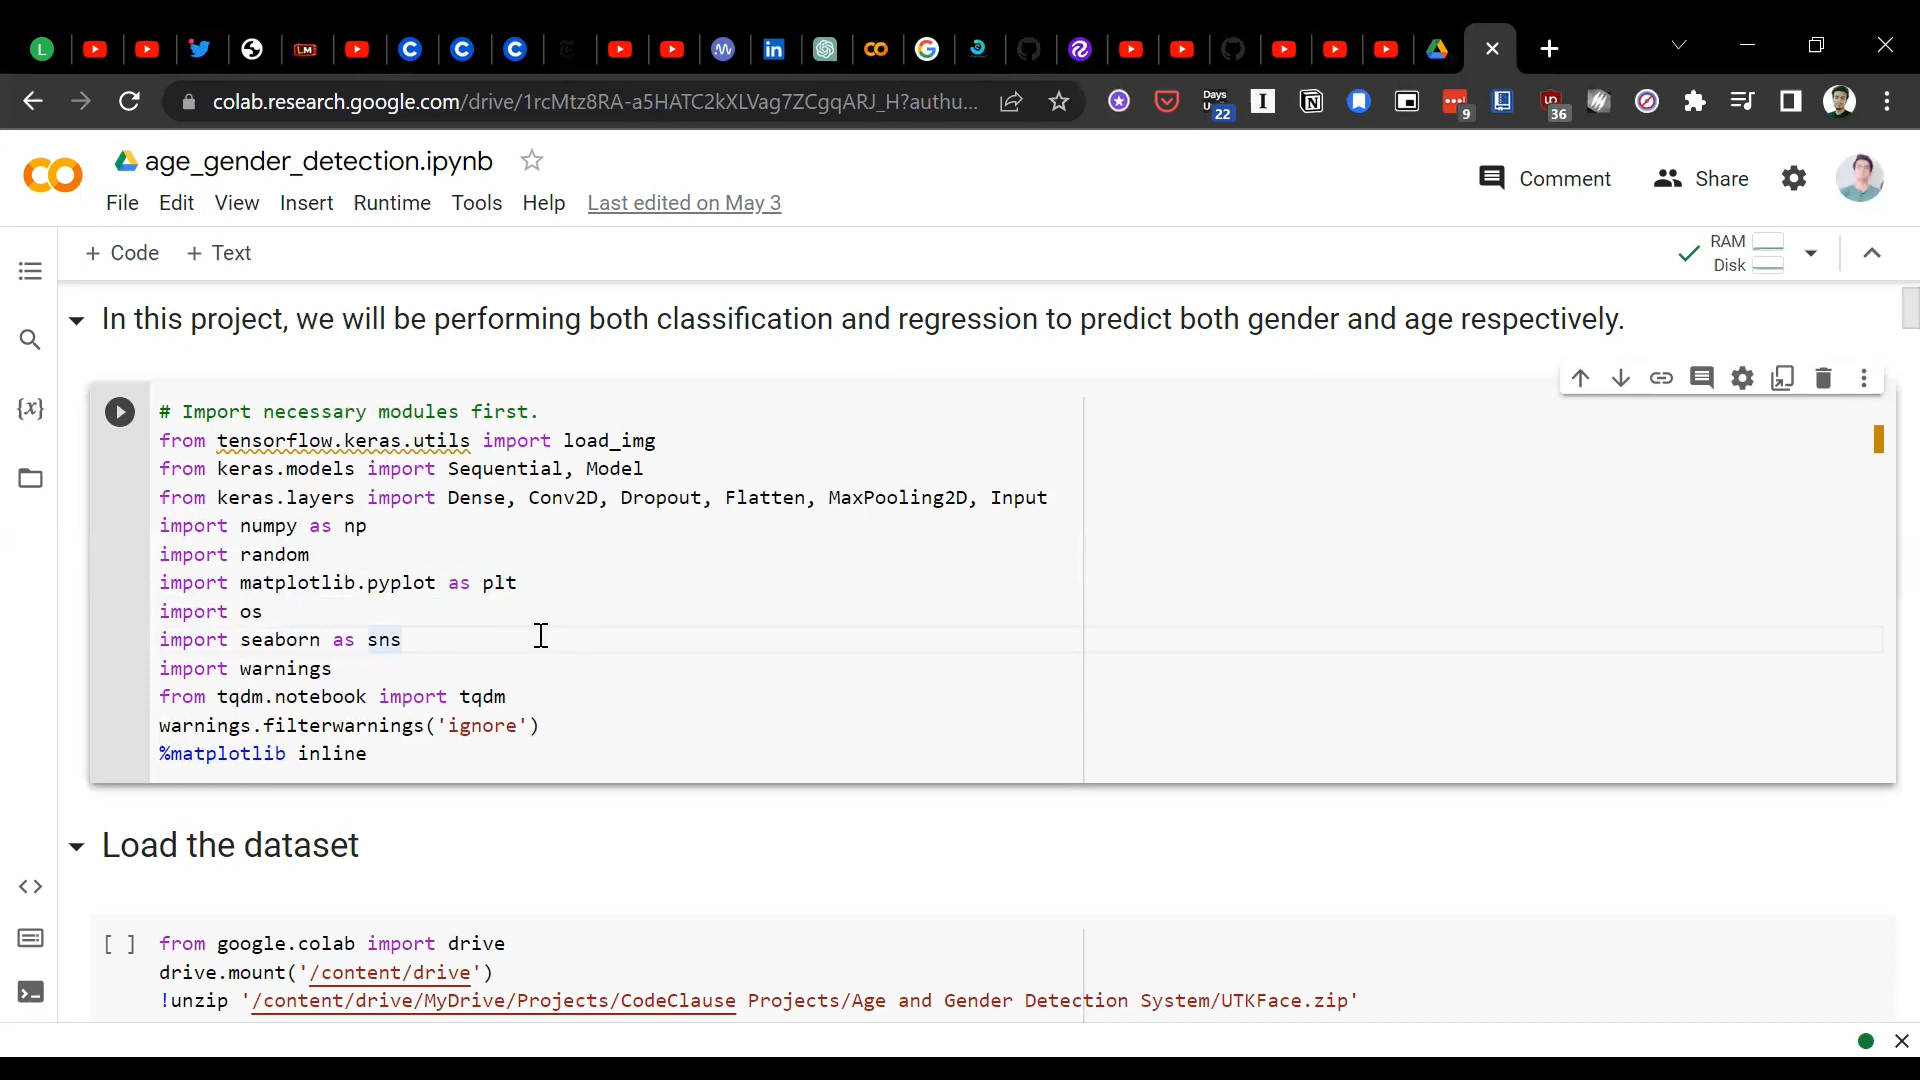 colab.research.google.com/drive/1rcMtz8RA-a5HATC2kXLVag7ZCgqARJ_H?authu...
Days
22
9
36
age_gender_detection.ipynb
File Edit View Insert Runtime Tools Help Last edited on May 3
Comment Share
+ Code + Text
RAM
Disk
In this project, we will be performing both classification and regression to predict both gender and age respectively.
# Import necessary modules first.
from tensorflow.keras.utils import load_img
from keras.models import Sequential, Model
from keras.layers import Dense, Conv2D, Dropout, Flatten, MaxPooling2D, Input
import numpy as np
import random
import matplotlib.pyplot as plt
import os
import seaborn as sns
import warnings
from tqdm.notebook import tqdm
warnings.filterwarnings('ignore')
%matplotlib inline
Load the dataset
[ ] from google.colab import drive
drive.mount('/content/drive')
!unzip '/content/drive/MyDrive/Projects/CodeClause Projects/Age and Gender Detection System/UTKFace.zip'